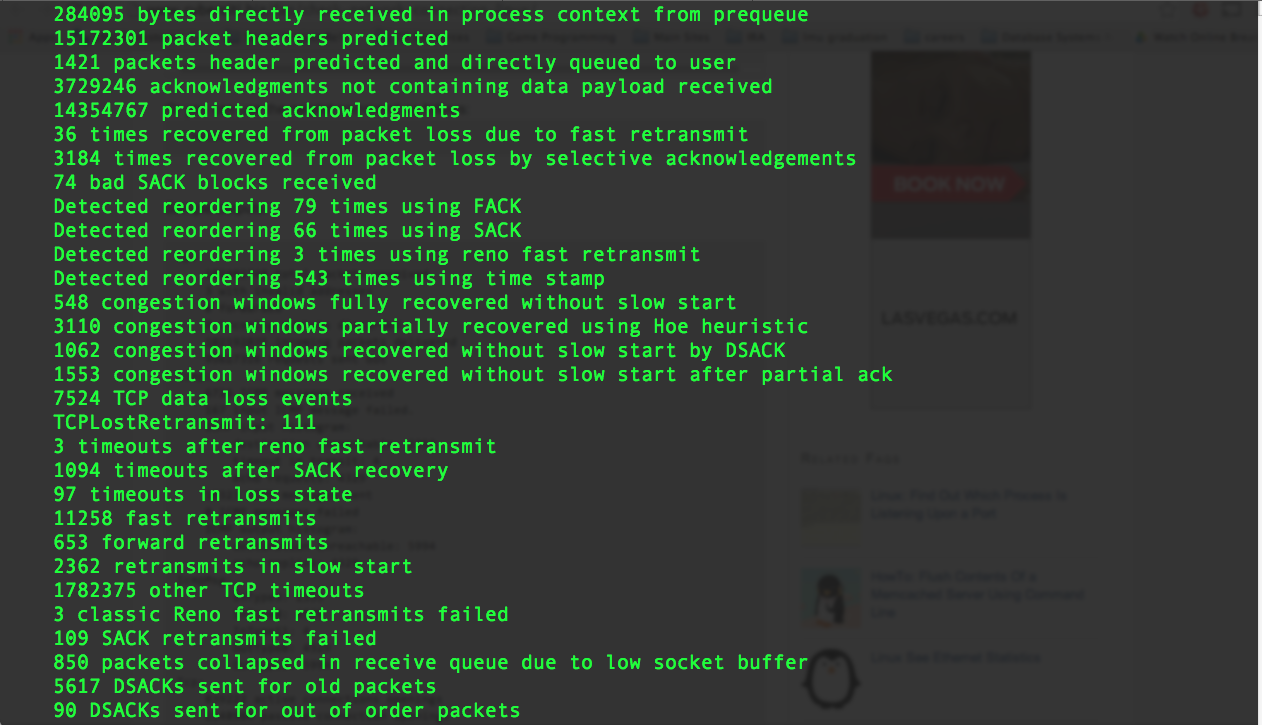 284095 bytes directly received in process context from prequeue
15172301 packet headers predicted
1421 packets header predicted and directly queued to user
3729246 acknowledgments not containing data payload received
14354767 predicted acknowledgments
36 times recovered from packet loss due to fast retransmit
3184 times recovered from packet loss by selective acknowledgements
74 bad SACK blocks received
Detected reordering 79 times using FACK
Detected reordering 66 times using SACK
Detected reordering 3 times using reno fast retransmit
Detected reordering 543 times using time stamp
548 congestion windows fully recovered without slow start
3110 congestion windows partially recovered using Hoe heuristic
1062 congestion windows recovered without slow start by DSACK
1553 congestion windows recovered without slow start after partial ack
7524 TCP data loss events
TCPLostRetransmit: 111
3 timeouts after reno fast retransmit
1094 timeouts after SACK recovery
97 timeouts in loss state
11258 fast retransmits
653 forward retransmits
2362 retransmits in slow start
1782375 other TCP timeouts
3 classic Reno fast retransmits failed
109 SACK retransmits failed
850 packets collapsed in receive queue due to low socket buffer
5617 DSACKs sent for old packets
90 DSACKs sent for out of order packets
BOOK NOW
LASVEGAS.COM